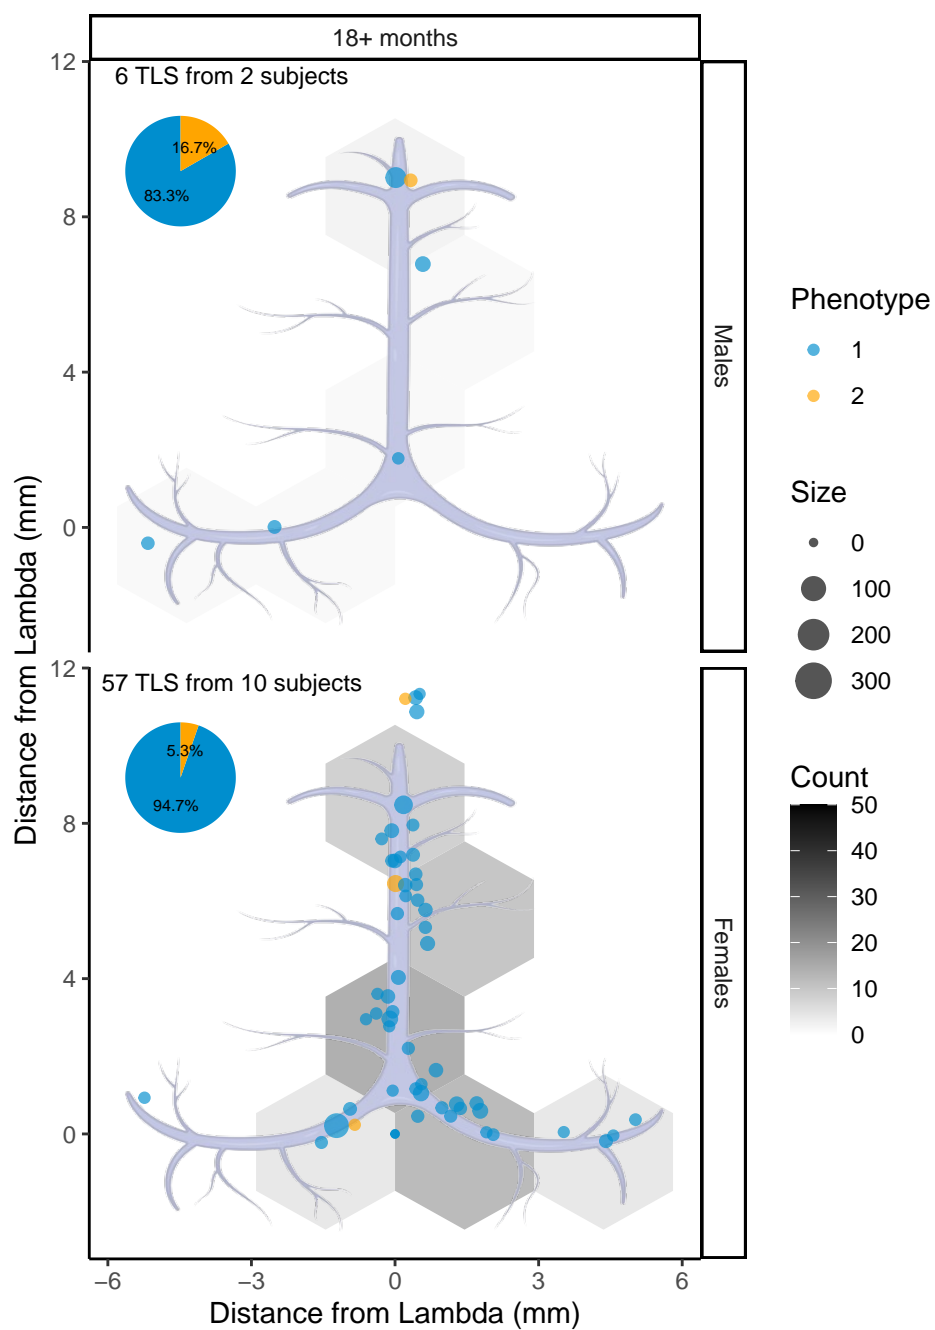 18+ months
12
6 TLS from 2 subjects
16.7%
83.3%
8
4
0
Males
Distance from Lambda (mm)
12
57 TLS from 10 subjects
5.3%
94.7%
8
4
0
Females
−6
−3
0
3
6
Distance from Lambda (mm)
Phenotype
1
2
Size
0
100
200
300
Count
50
40
30
20
10
0